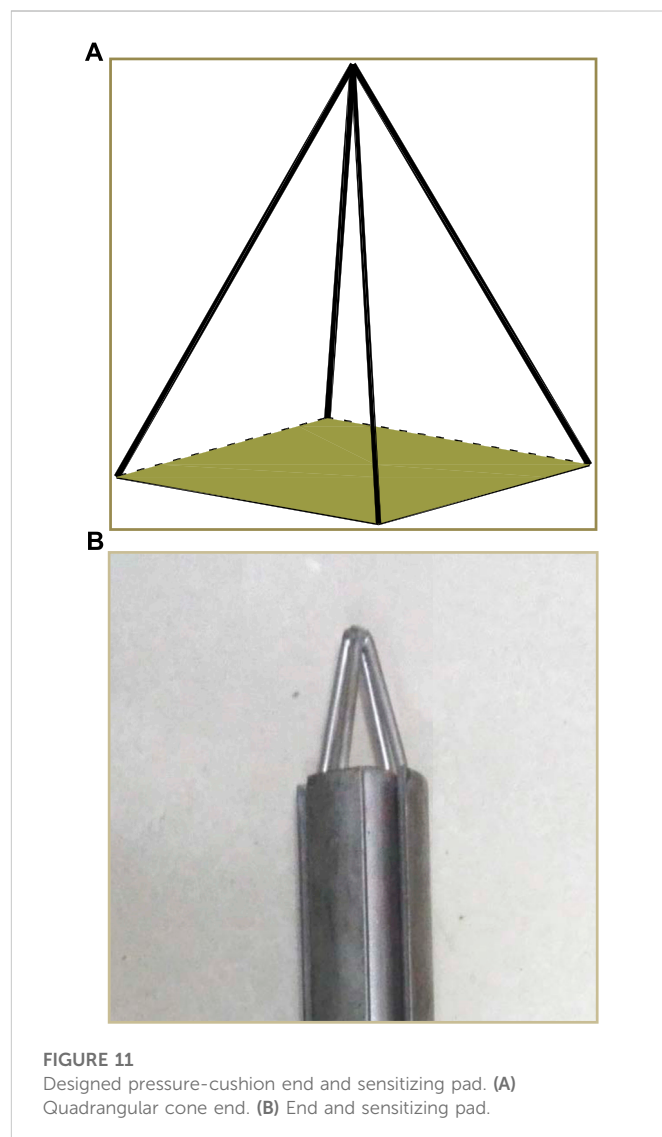 A
B
FIGURE 11
Designed pressure-cushion end and sensitizing pad. (A)
Quadrangular cone end. (B) End and sensitizing pad.